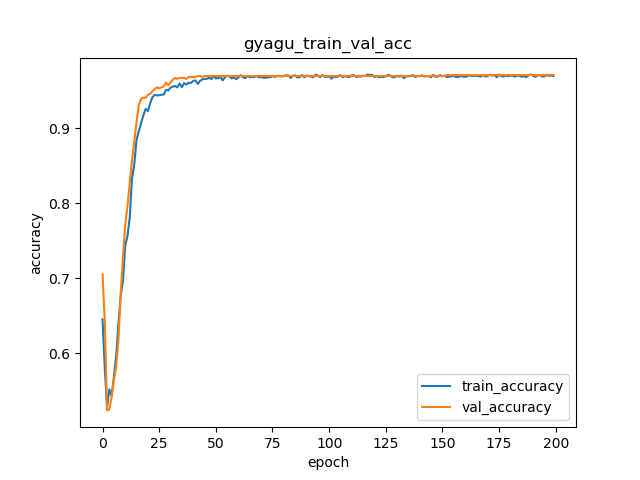 gyagu_train_val_acc
accuracy
0.9
0.8
0.7
0.6
train_accuracy
val_accuracy
0 25 50 75 100 125 150 175 200
epoch